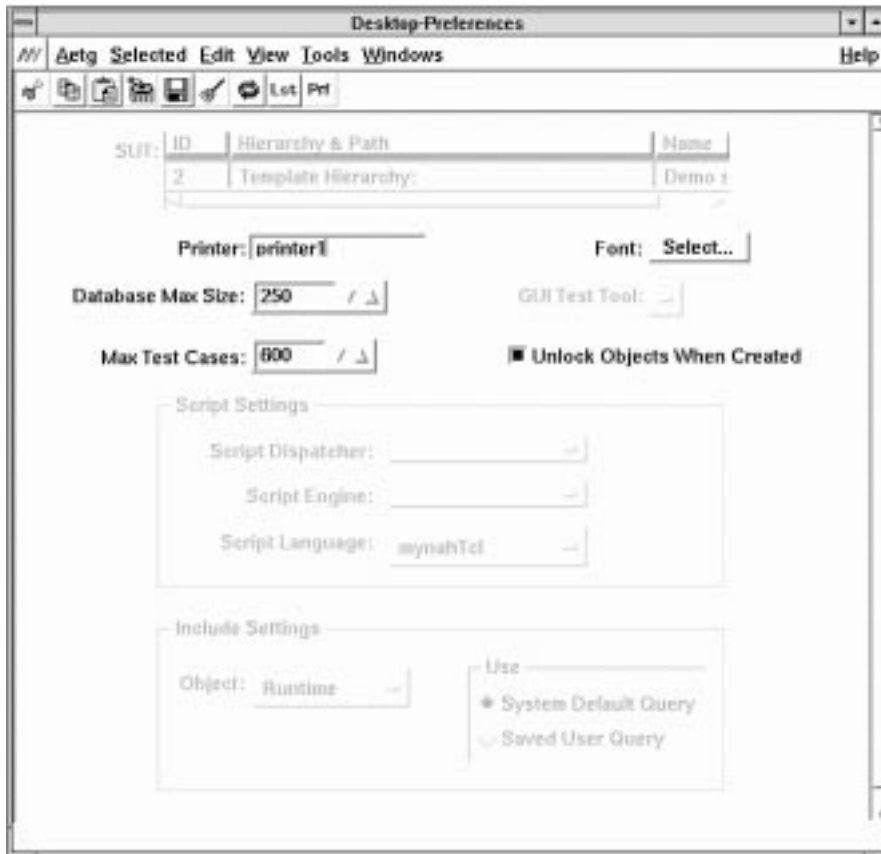 Desktop-Preferences
Aetg Selected Edit View Tools Windows Help
Lst Prf
SUT: ID Hierarchy & Path Name
2 Template Hierarchy: Demo s
Printer: printer1 Font: Select...
Database Max Size: 250 GUI Test Tool:
Max Test Cases: 600 Unlock Objects When Created
Script Settings
Script Dispatcher:
Script Engine:
Script Language: mynahTcl
Include Settings
Object: Runtime
Use
System Default Query
Saved User Query